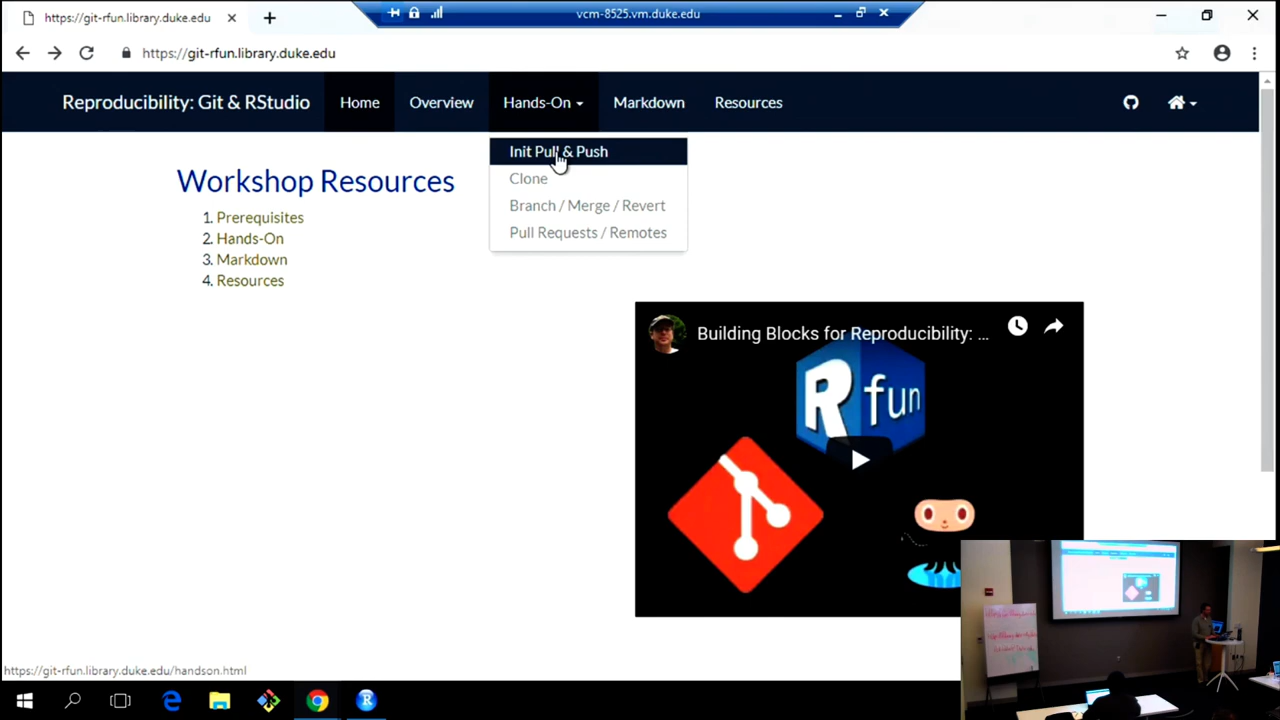 https://git-rfun.library.duke.edu
vcm-8525.vm.duke.edu
https://git-rfun.library.duke.edu
Reproducibility: Git & RStudio
Home
Overview
Hands-On
Markdown
Resources
Init Pull & Push
Clone
Branch / Merge / Revert
Pull Requests / Remotes
Workshop Resources
1. Prerequisites
2. Hands-On
3. Markdown
4. Resources
Building Blocks for Reproducibility: ...
R fun
https://git-rfun.library.duke.edu/handson.html